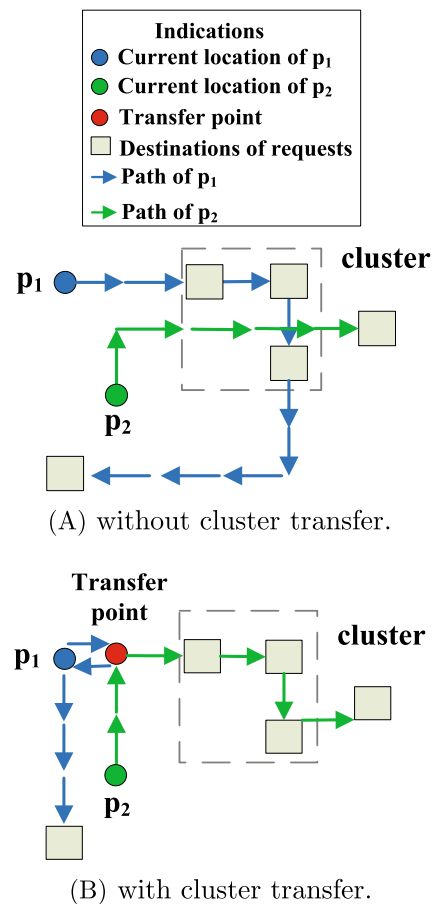 Indications
Current location of p₁
Current location of p₂
Transfer point
Destinations of requests
Path of p₁
Path of p₂
cluster
p₁
p₂
(A) without cluster transfer.
Transfer
point
cluster
p₁
p₂
(B) with cluster transfer.